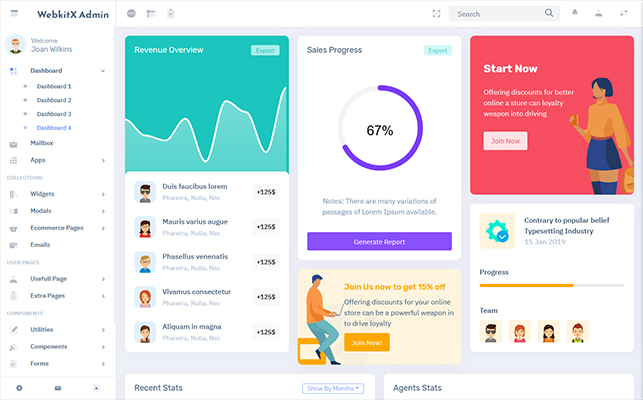 WebkitX Admin
Search
Welcome
Joan Wilkins
Dashboard
Dashboard 1
Dashboard 2
Dashboard 3
Dashboard 4
Mailbox
Apps
COLLECTIONS
Widgets
Modals
Ecommerce Pages
Emails
USER PAGES
Usefull Page
Extra Pages
COMPONENTS
Utilities
Components
Forms
Revenue Overview
Export
Duis faucibus lorem
Pharetra, Nulla, Nec
+125$
Mauris varius augue
Pharetra, Nulla, Nec
+125$
Phasellus venenatis
Pharetra, Nulla, Nec
+125$
Vivamus consectetur
Pharetra, Nulla, Nec
+125$
Aliquam in magna
Pharetra, Nulla, Nec
+125$
Sales Progress
Export
67%
Notes: There are many variations of
passages of Lorem Ipsum available.
Generate Report
Join Us now to get 15% off
Offering discounts for your online
store can be a powerful weapon in
to drive loyalty
Join Now!
Start Now
Offering discounts for better
online a store can loyalty
weapon into driving
Join Now
Contrary to popular belief
Typesetting Industry
15 Jan 2019
Progress
Team
Recent Stats
Show By Months
Agents Stats